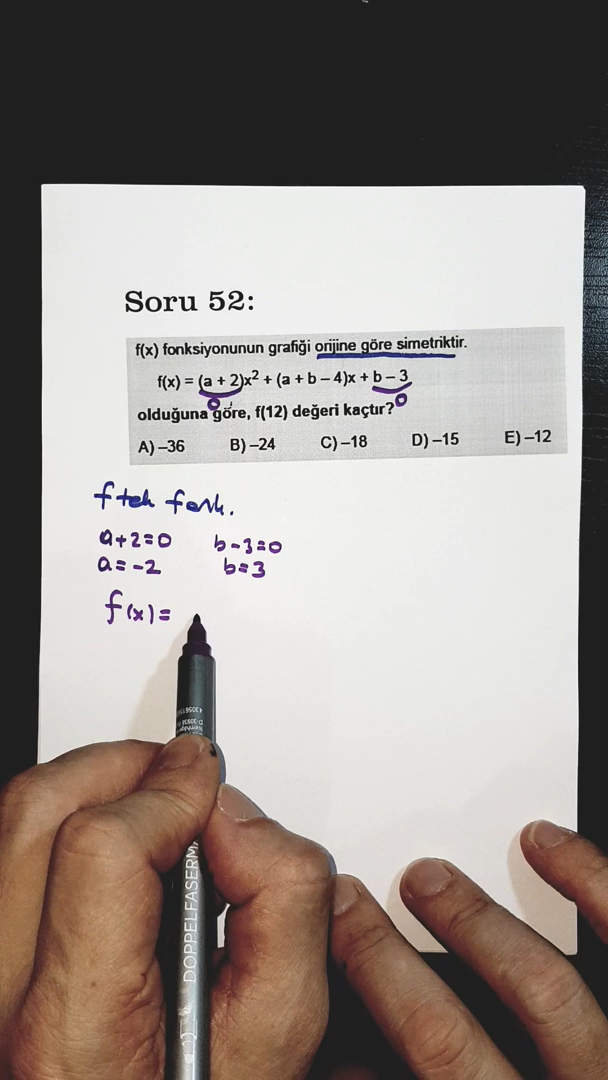 Soru 52:
f(x) fonksiyonunun grafiği orijine göre simetriktir.
f(x) = (a + 2)x² + (a + b – 4)x + b – 3
0 0
olduğuna göre, f(12) değeri kaçtır?
A) –36 B) –24 C) –18 D) –15 E) –12
f tek fonk.
a+2=0 b-3=0
a=-2 b=3
f(x)=
DOPPELFASERMA